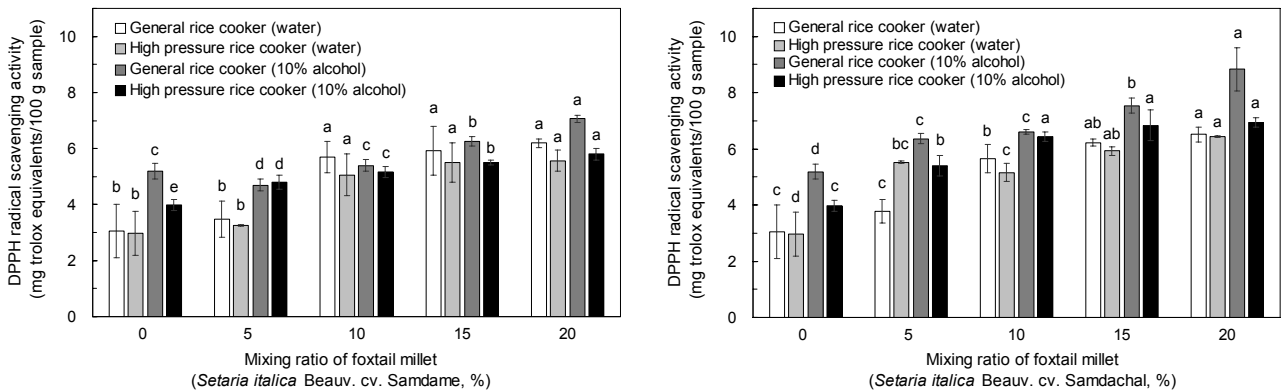 DPPH radical scavenging activity
(mg trolox equivalents/100 g sample)
10
8
6
4
2
0
General rice cooker (water)
High pressure rice cooker (water)
General rice cooker (10% alcohol)
High pressure rice cooker (10% alcohol)
b b c e
b b d d
a a c c
a a b b
a a a a
0 5 10 15 20
Mixing ratio of foxtail millet
(Setaria italica Beauv. cv. Samdame, %)
DPPH radical scavenging activity
(mg trolox equivalents/100 g sample)
10
8
6
4
2
0
General rice cooker (water)
High pressure rice cooker (water)
General rice cooker (10% alcohol)
High pressure rice cooker (10% alcohol)
c d d c
c bc c b
b c c a
ab ab b a
a a a a
0 5 10 15 20
Mixing ratio of foxtail millet
(Setaria italica Beauv. cv. Samdachal, %)